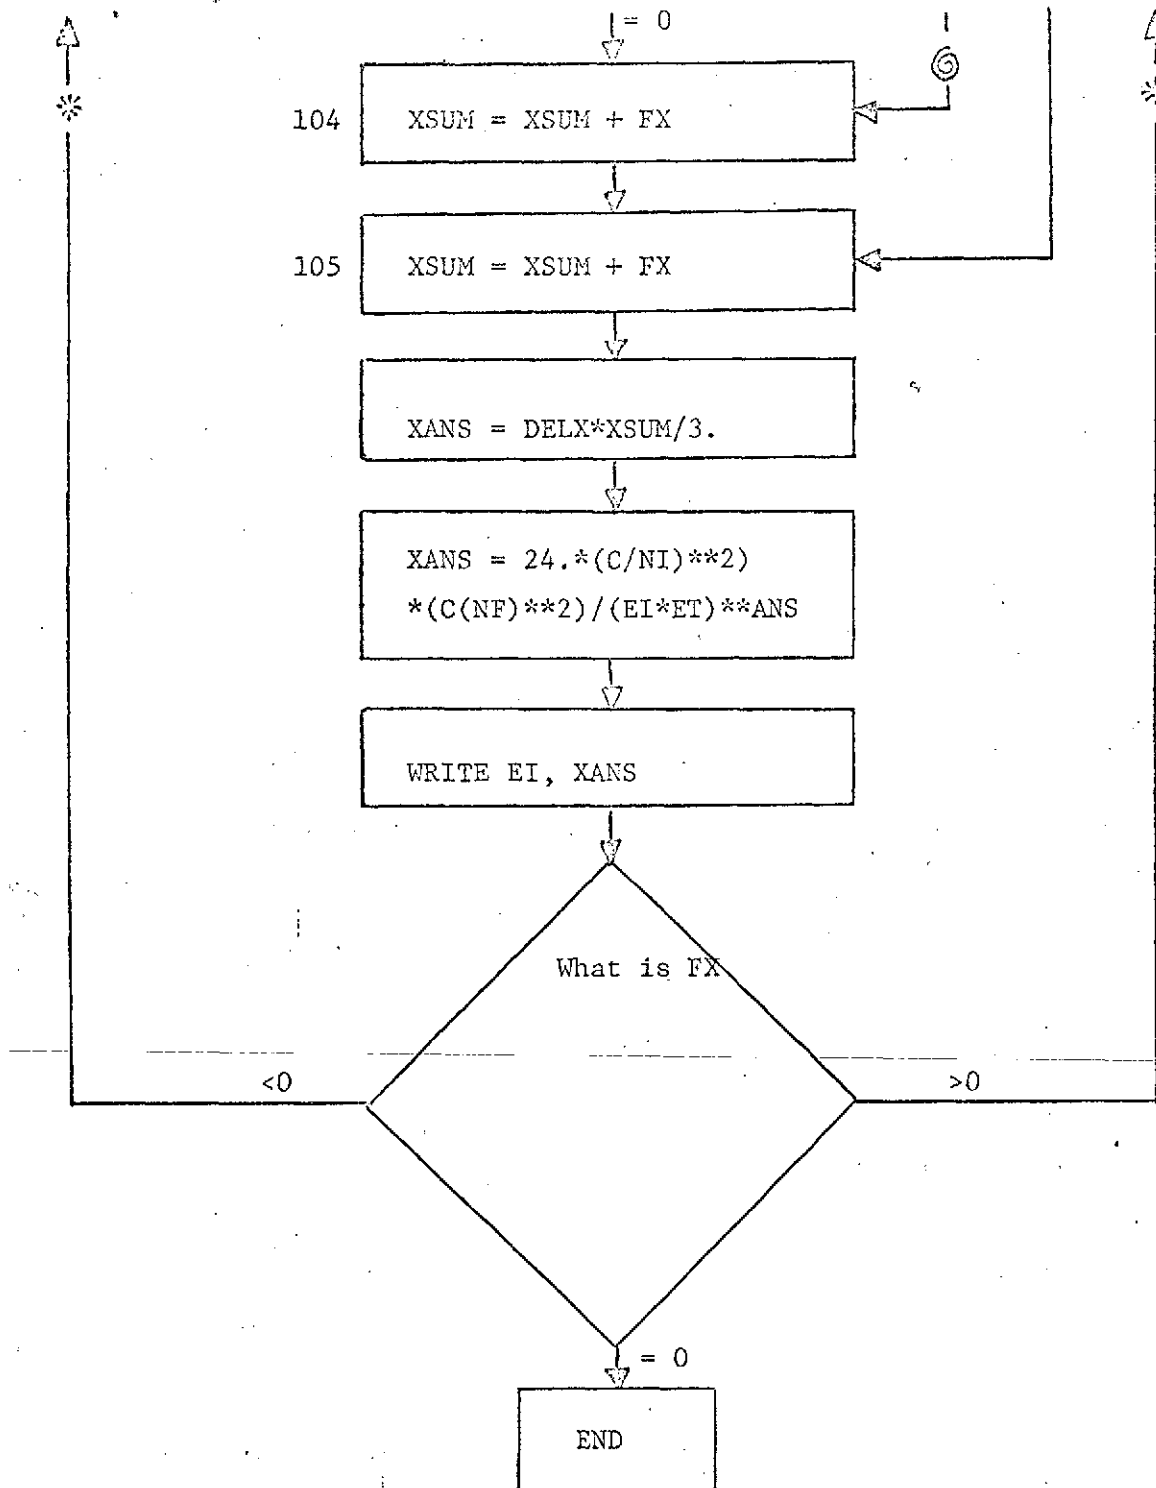 = 0
104 XSUM = XSUM + FX
105 XSUM = XSUM + FX
XANS = DELX*XSUM/3.
XANS = 24.*(C/NI)**2)
*(C(NF)**2)/(EI*ET)**ANS
WRITE EI, XANS
What is FX
<0 >0
= 0
END